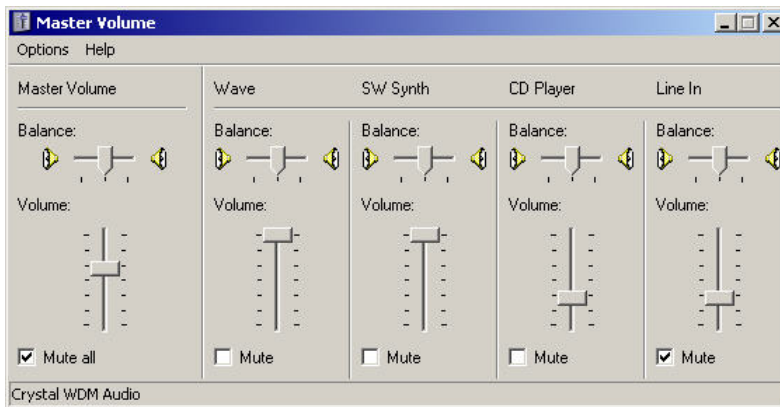 Master Volume
Options Help
Master Volume Wave SW Synth CD Player Line In
Balance: Balance: Balance: Balance: Balance:
Volume: Volume: Volume: Volume: Volume:
Mute all Mute Mute Mute Mute
Crystal WDM Audio